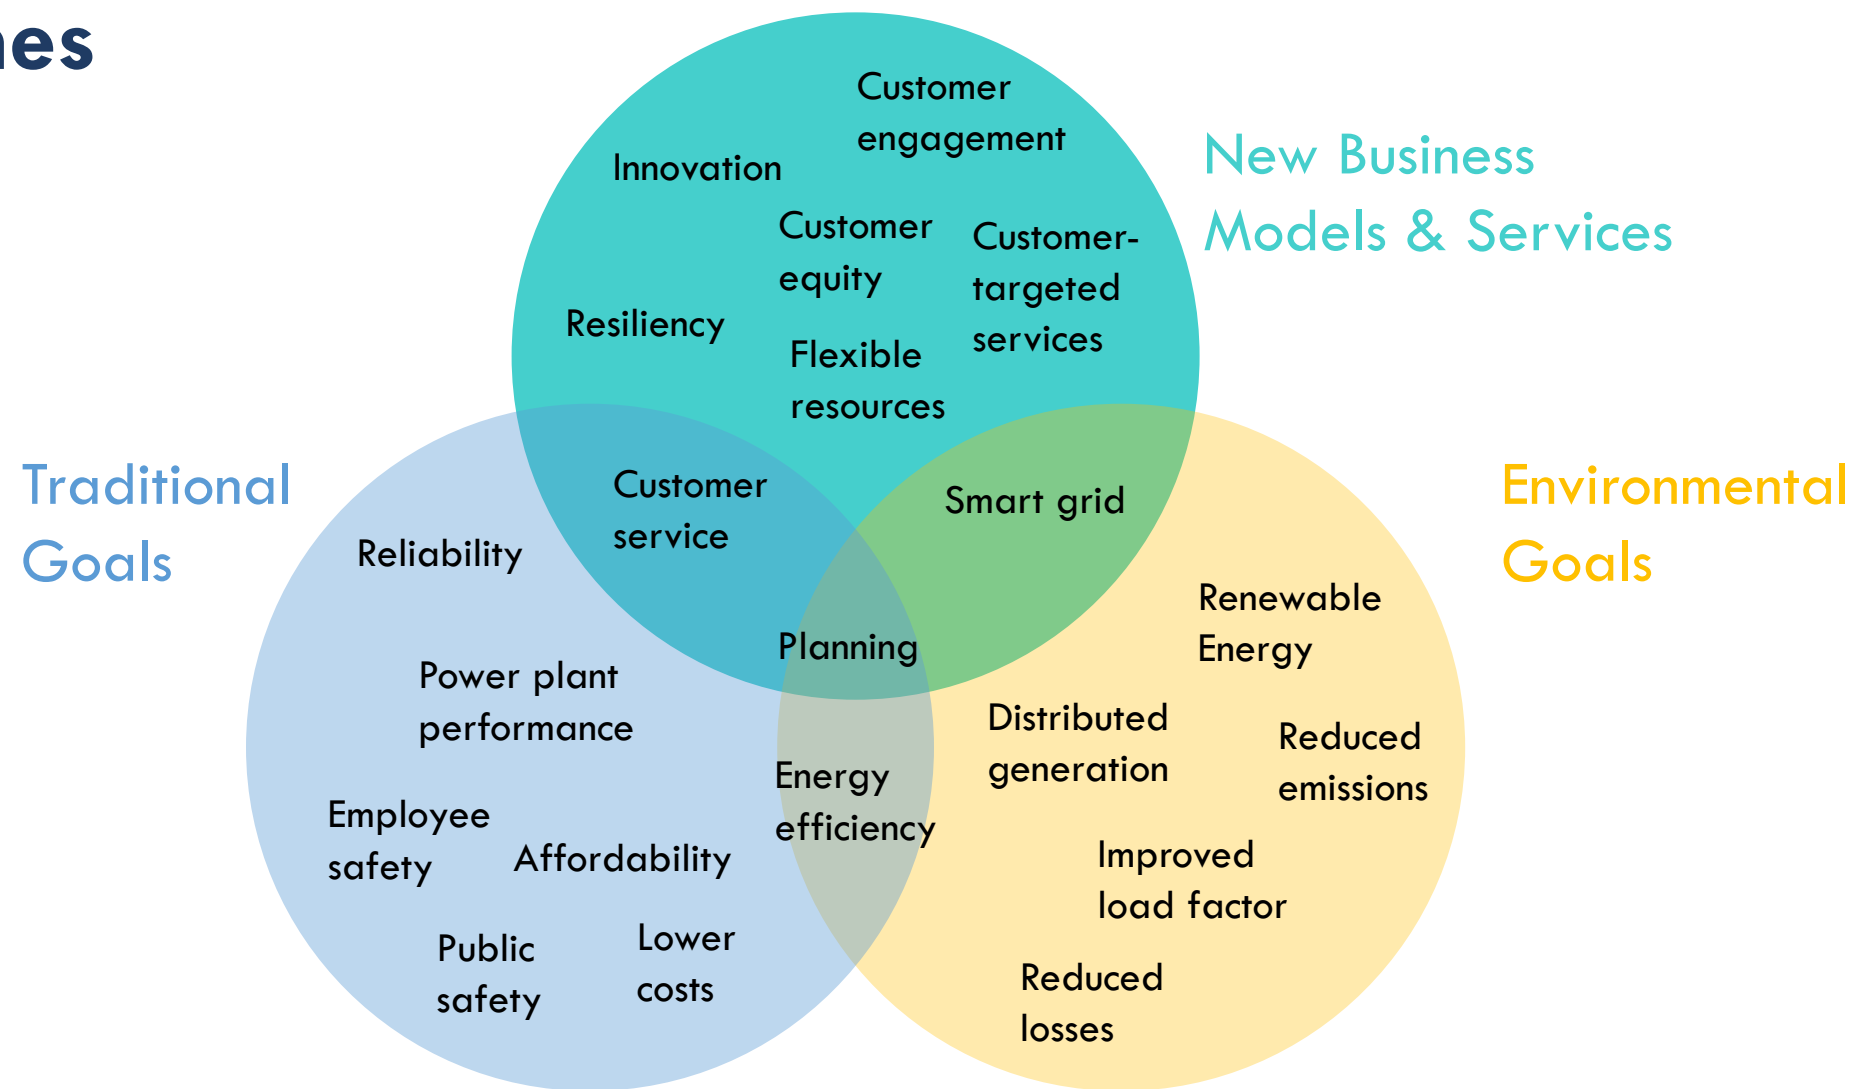 nes
Customer
engagement
Innovation
New Business
Models & Services
Customer
equity
Customer-
targeted
services
Resiliency
Flexible
resources
Traditional
Goals
Customer
service
Smart grid
Environmental
Goals
Reliability
Renewable
Energy
Planning
Power plant
performance
Distributed
generation
Reduced
emissions
Energy
efficiency
Employee
safety
Affordability
Improved
load factor
Public
safety
Lower
costs
Reduced
losses